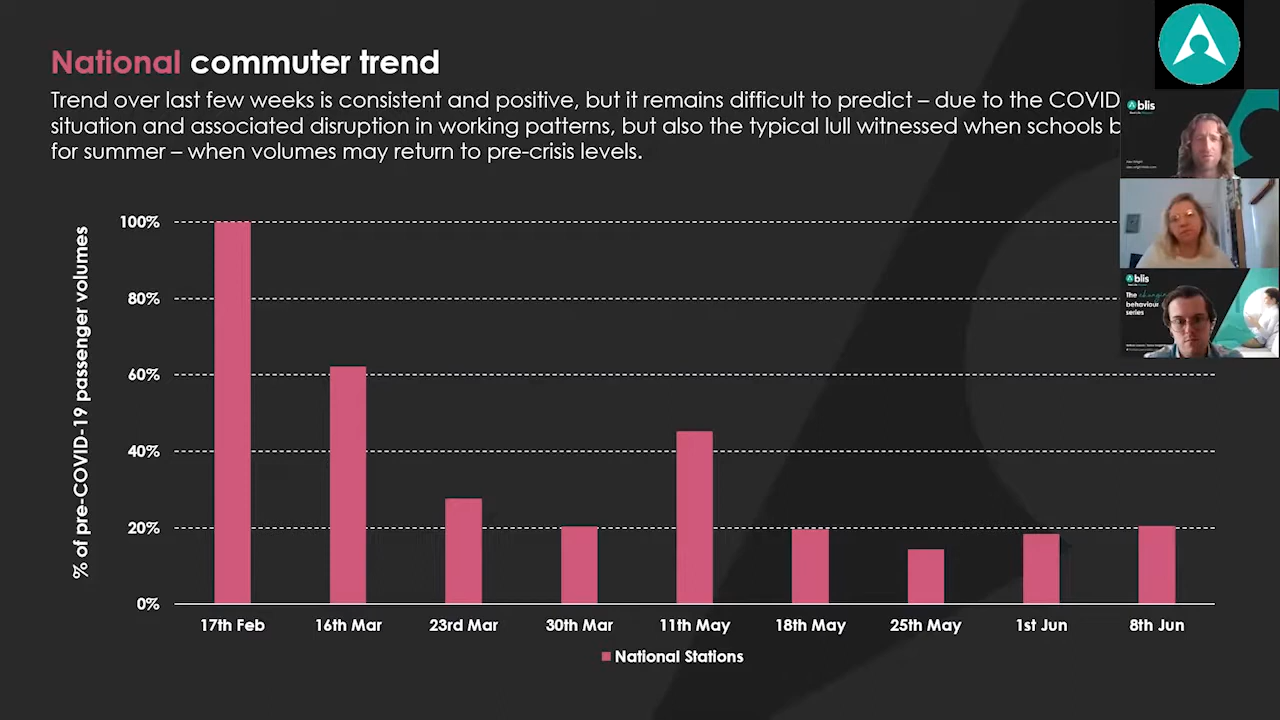 National commuter trend
Trend over last few weeks is consistent and positive, but it remains difficult to predict – due to the COVID
situation and associated disruption in working patterns, but also the typical lull witnessed when schools
for summer – when volumes may return to pre-crisis levels.
% of pre-COVID-19 passenger volumes
100%
80%
60%
40%
20%
0%
17th Feb
16th Mar
23rd Mar
30th Mar
11th May
18th May
25th May
1st Jun
8th Jun
National Stations
blis
blis
The changing
behaviour
series